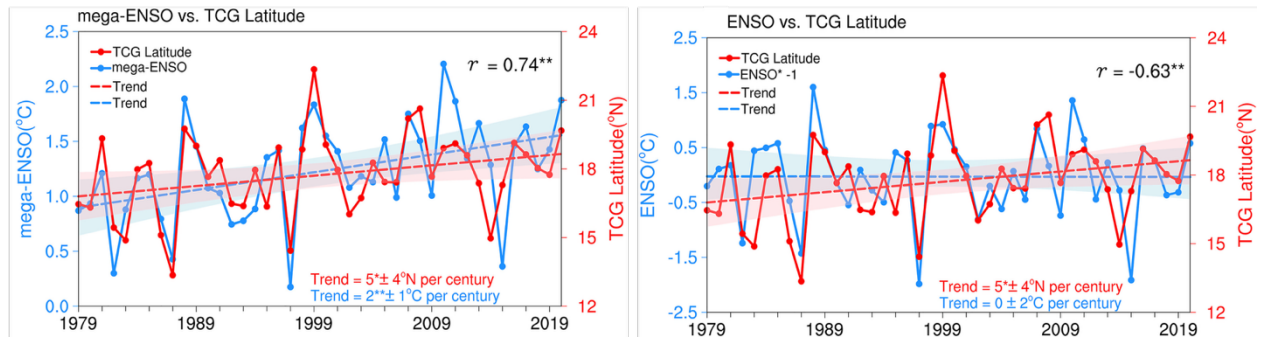 mega-ENSO vs. TCG Latitude
2.5
2.0
1.5
1.0
0.5
0.0
mega-ENSO(°C)
TCG Latitude
mega-ENSO
Trend
Trend
r = 0.74**
Trend = 5*± 4°N per century
Trend = 2**± 1°C per century
24
21
18
15
12
TCG Latitude(°N)
1979 1989 1999 2009 2019
ENSO vs. TCG Latitude
2.5
1.5
0.5
-0.5
-1.5
-2.5
ENSO(°C)
TCG Latitude
ENSO* -1
Trend
Trend
r = -0.63**
Trend = 5*± 4°N per century
Trend = 0 ± 2°C per century
24
21
18
15
12
TCG Latitude(°N)
1979 1989 1999 2009 2019